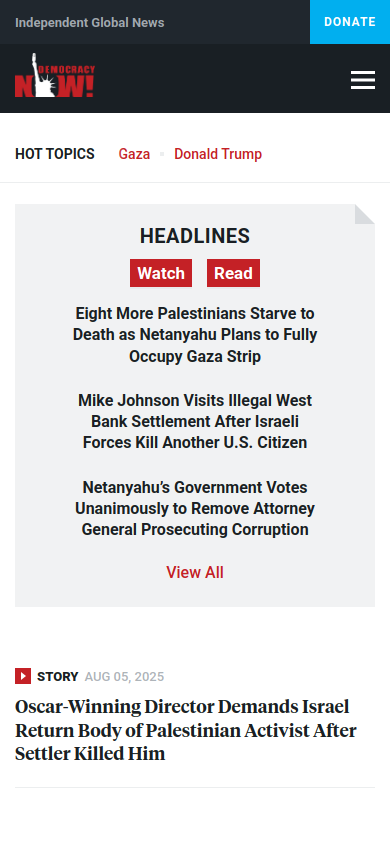 Independent Global News
DONATE
DEMOCRACY
NOW!
HOT TOPICS
Gaza
Donald Trump
HEADLINES
Watch
Read
Eight More Palestinians Starve to
Death as Netanyahu Plans to Fully
Occupy Gaza Strip
Mike Johnson Visits Illegal West
Bank Settlement After Israeli
Forces Kill Another U.S. Citizen
Netanyahu’s Government Votes
Unanimously to Remove Attorney
General Prosecuting Corruption
View All
STORY AUG 05, 2025
Oscar-Winning Director Demands Israel
Return Body of Palestinian Activist After
Settler Killed Him